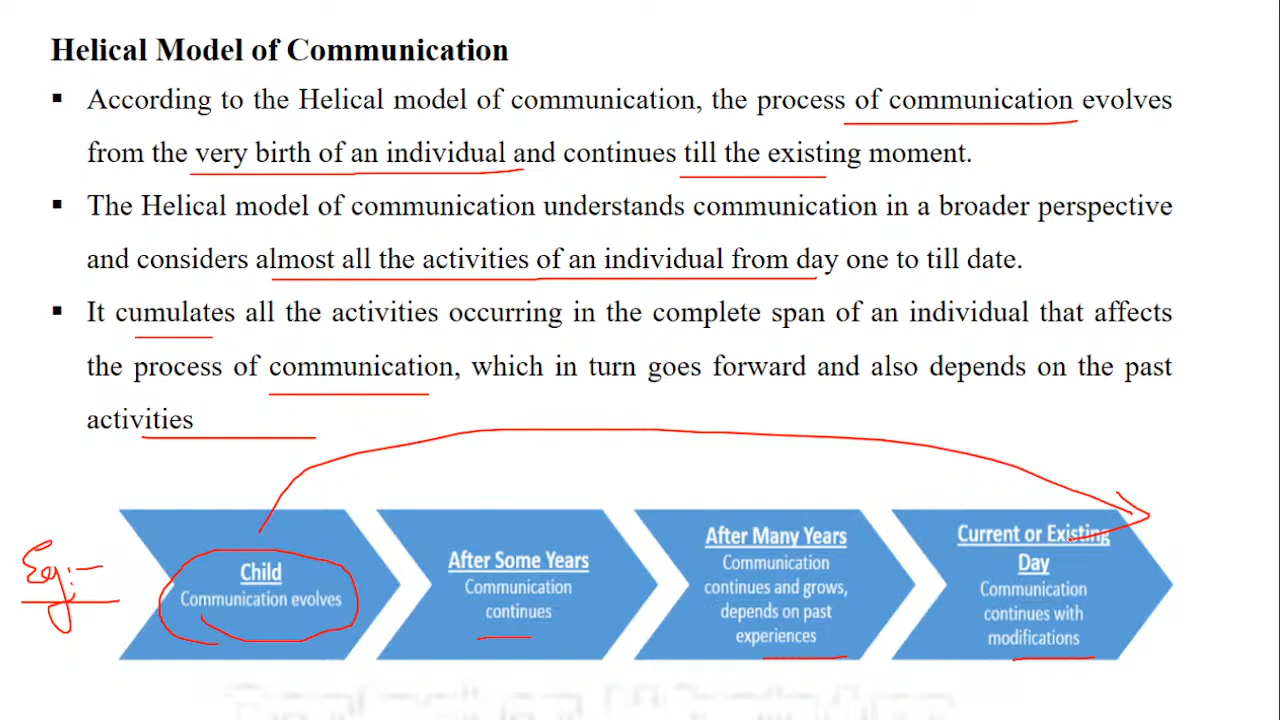 Helical Model of Communication
▪ According to the Helical model of communication, the process of communication evolves
from the very birth of an individual and continues till the existing moment.
▪ The Helical model of communication understands communication in a broader perspective
and considers almost all the activities of an individual from day one to till date.
▪ It cumulates all the activities occurring in the complete span of an individual that affects
the process of communication, which in turn goes forward and also depends on the past
activities
Eg:-
Child
Communication evolves
After Some Years
Communication
continues
After Many Years
Communication
continues and grows,
depends on past
experiences
Current or Existing
Day
Communication
continues with
modifications